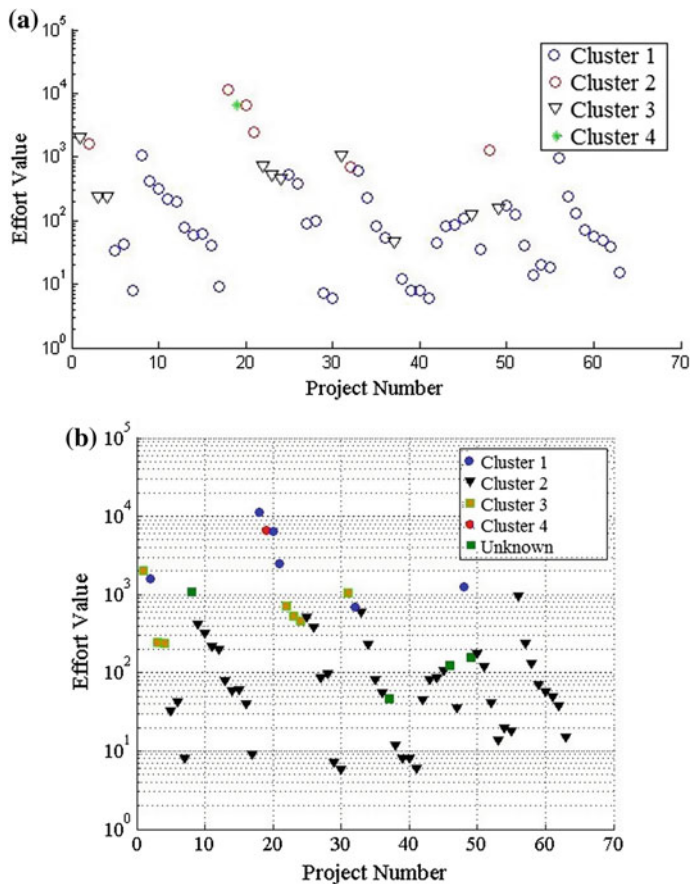 (a)
10^5
10^4
10^3
10^2
10^1
10^0
Effort Value
0 10 20 30 40 50 60 70
Project Number
Cluster 1
Cluster 2
Cluster 3
Cluster 4
(b)
10^5
10^4
10^3
10^2
10^1
10^0
Effort Value
0 10 20 30 40 50 60 70
Project Number
Cluster 1
Cluster 2
Cluster 3
Cluster 4
Unknown